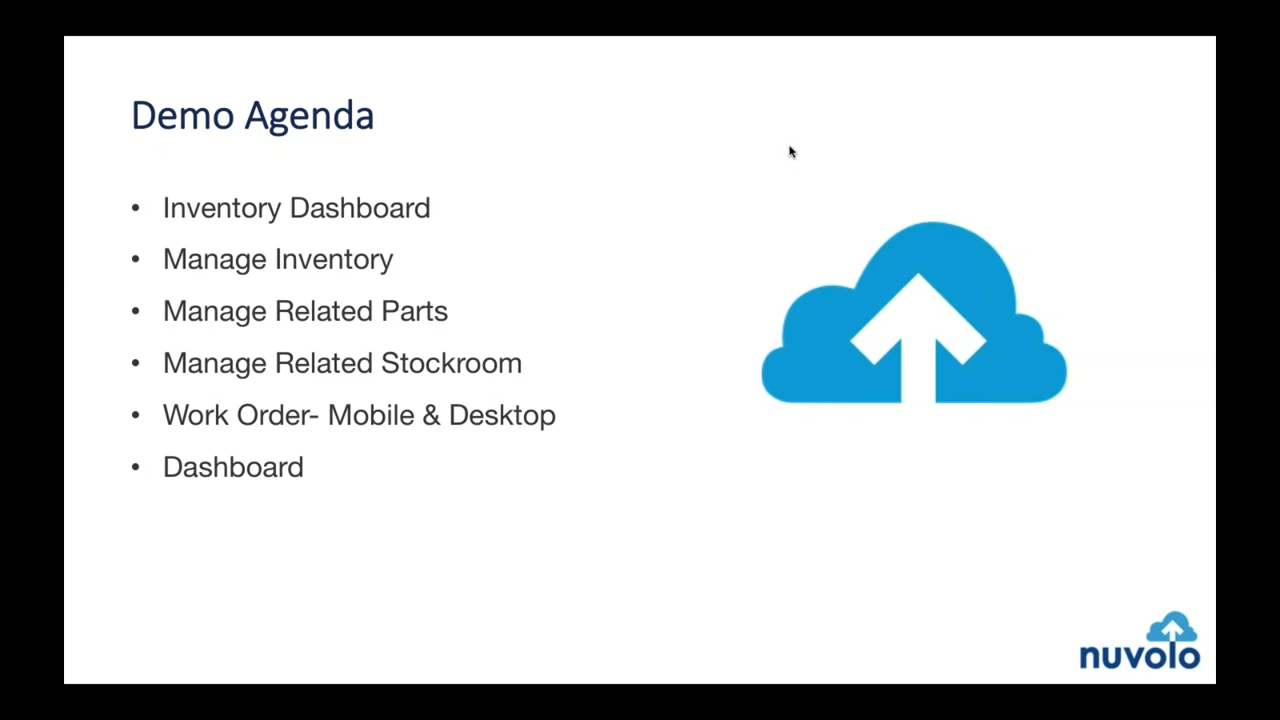 Demo Agenda
• Inventory Dashboard
• Manage Inventory
• Manage Related Parts
• Manage Related Stockroom
• Work Order- Mobile & Desktop
• Dashboard
nuvolo